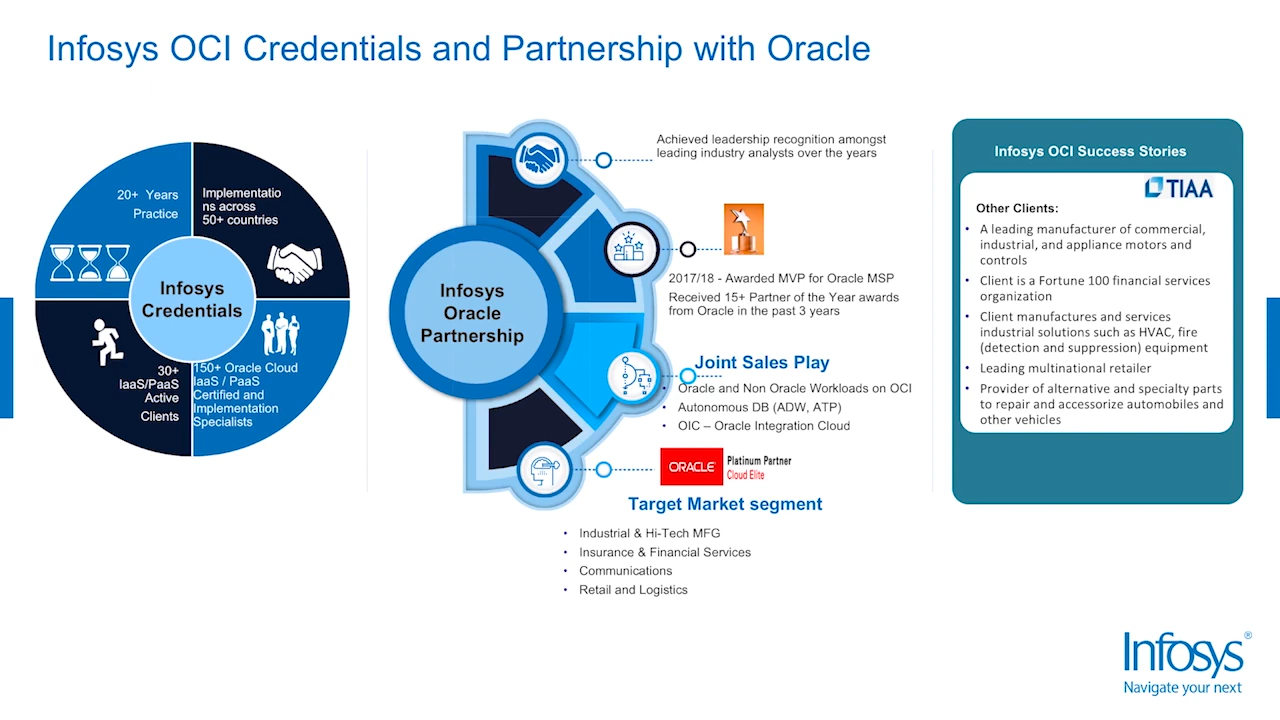 Infosys OCI Credentials and Partnership with Oracle
20+ Years
Practice
Implementatio
ns across
50+ countries
Infosys
Credentials
30+
IaaS/PaaS
Active
Clients
150+ Oracle Cloud
IaaS / PaaS
Certified and
Implementation
Specialists
Infosys
Oracle
Partnership
Achieved leadership recognition amongst
leading industry analysts over the years
2017/18 - Awarded MVP for Oracle MSP
Received 15+ Partner of the Year awards
from Oracle in the past 3 years
Joint Sales Play
• Oracle and Non Oracle Workloads on OCI
• Autonomous DB (ADW, ATP)
• OIC – Oracle Integration Cloud
ORACLE®
Platinum Partner
Cloud Elite
Target Market segment
• Industrial & Hi-Tech MFG
• Insurance & Financial Services
• Communications
• Retail and Logistics
Infosys OCI Success Stories
TIAA
Other Clients:
• A leading manufacturer of commercial,
industrial, and appliance motors and
controls
• Client is a Fortune 100 financial services
organization
• Client manufactures and services
industrial solutions such as HVAC, fire
(detection and suppression) equipment
• Leading multinational retailer
• Provider of alternative and specialty parts
to repair and accessorize automobiles and
other vehicles
Infosys®
Navigate your next